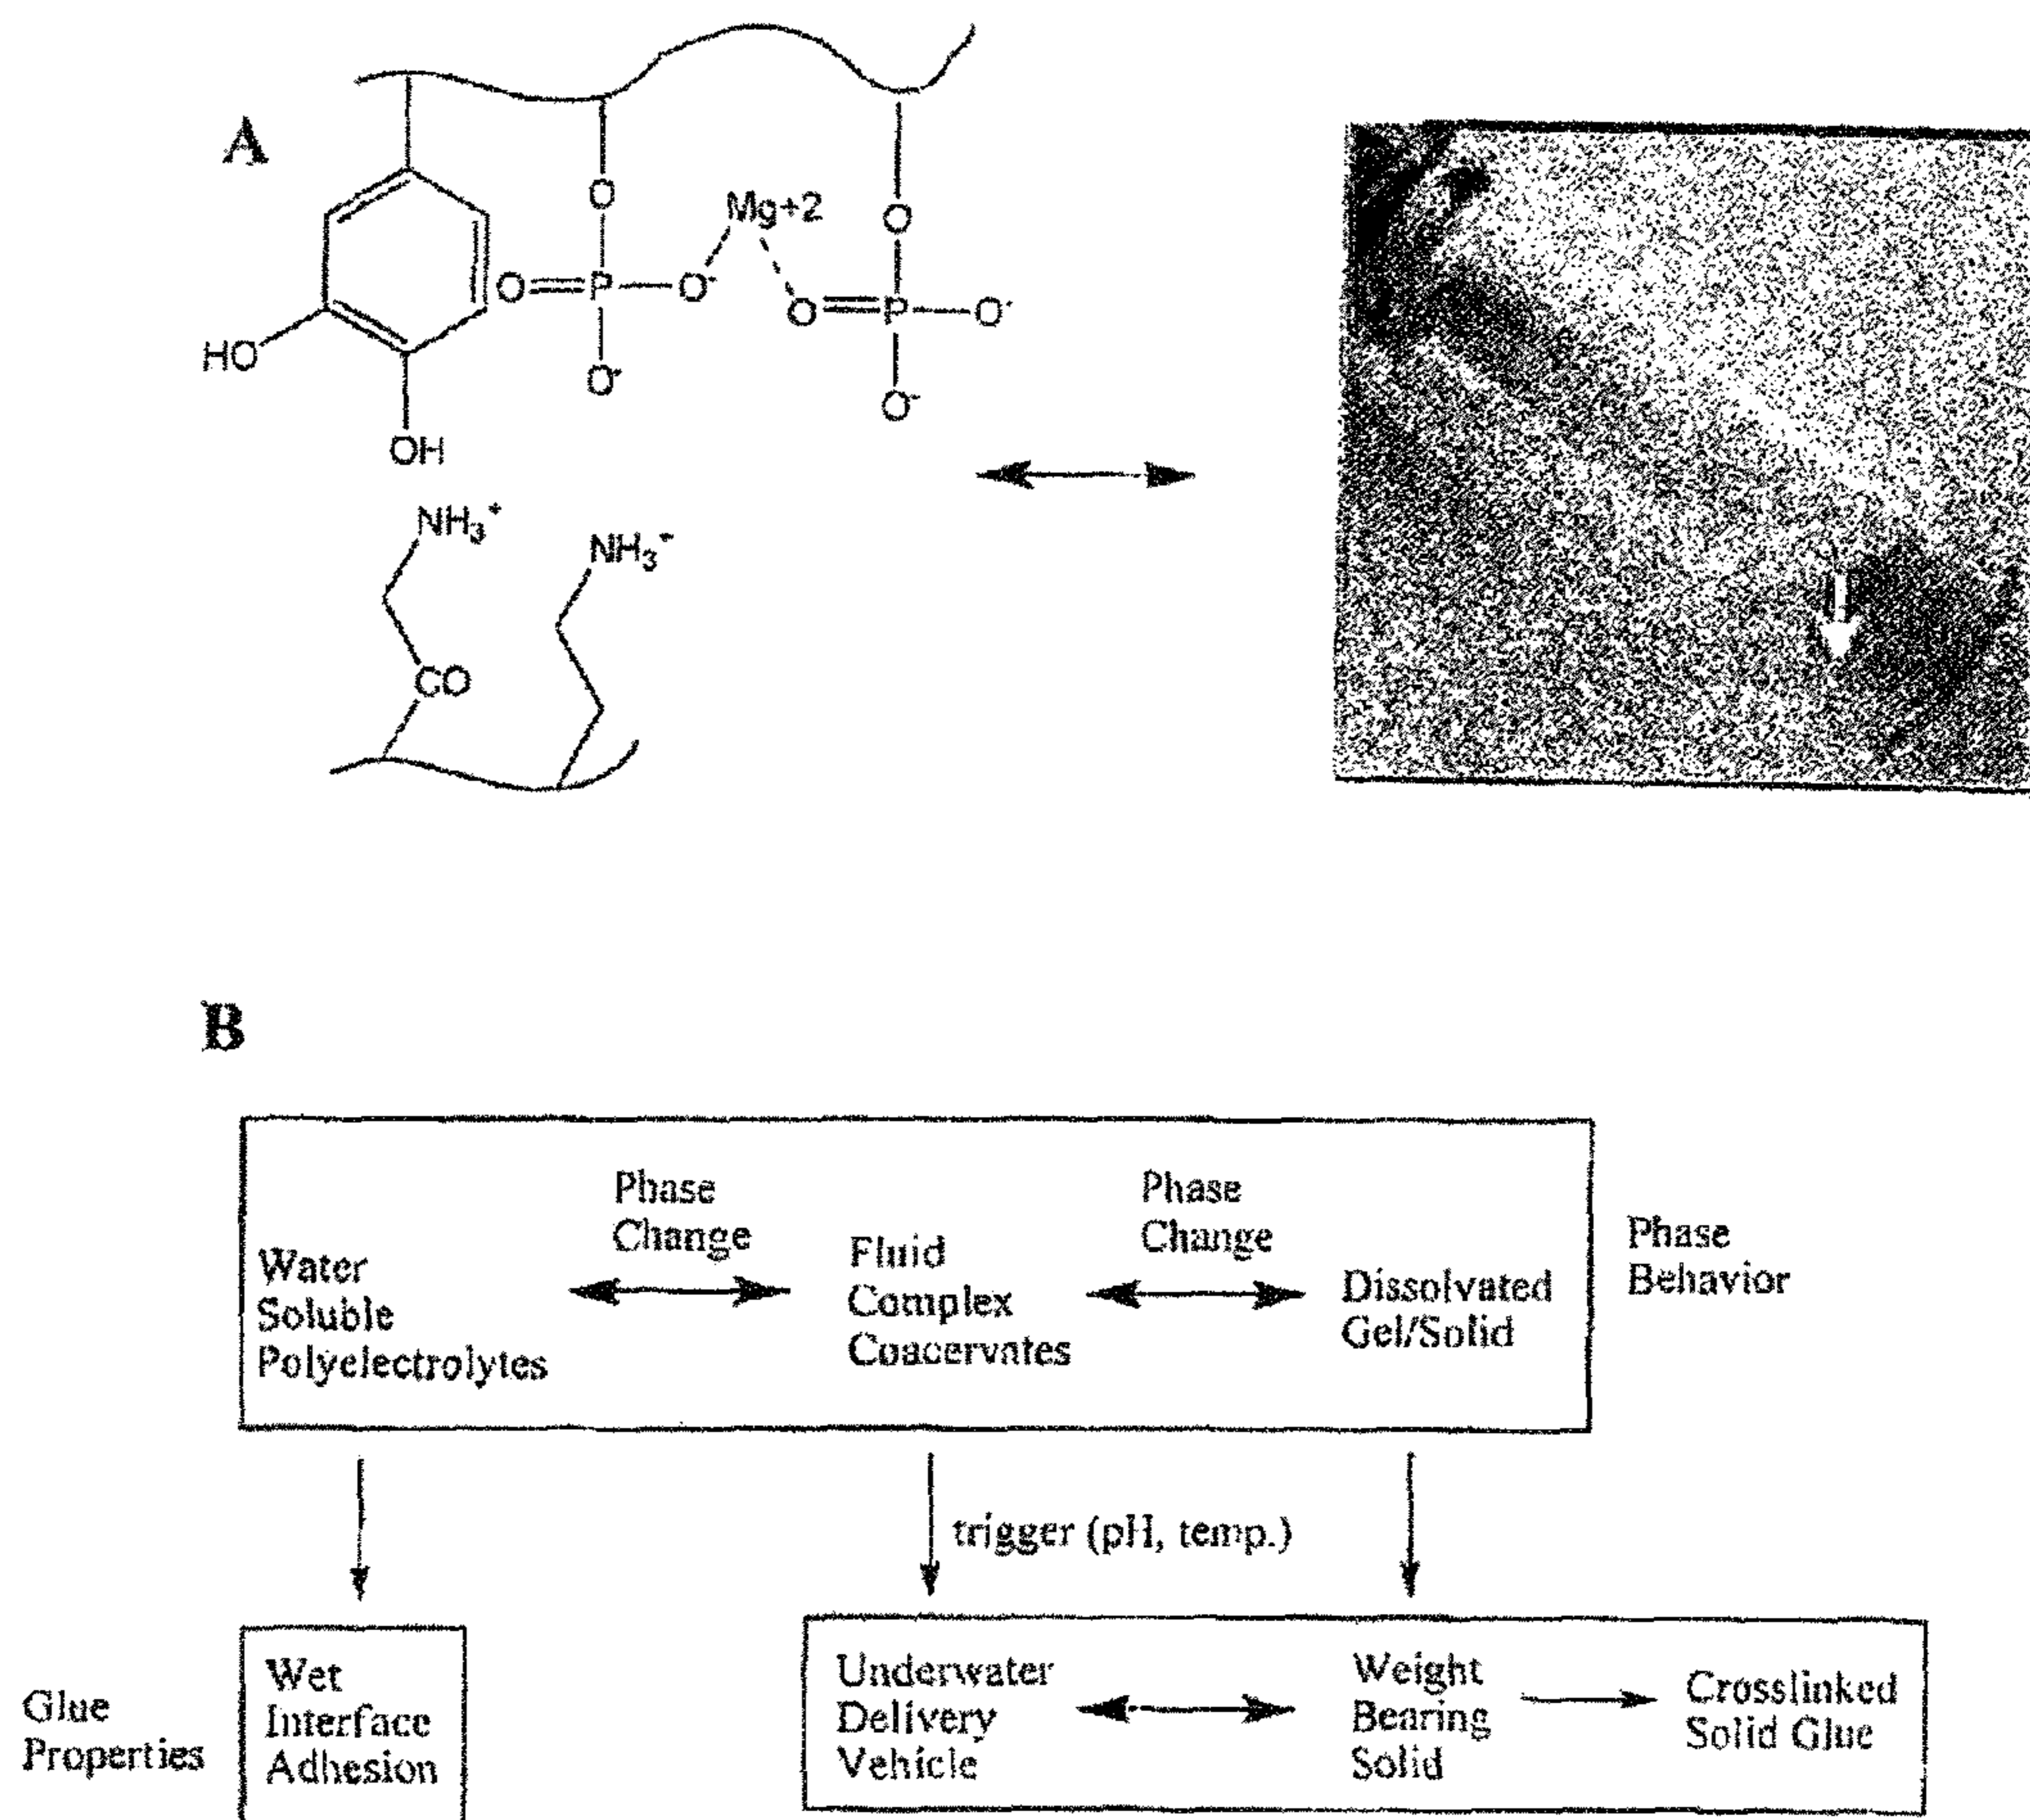 A
O
Mg+2
O
O=P—O-
O=P—O-
HO
O-
O-
OH
NH3+
NH3-
CO
B
Phase
Change
Phase
Change
Water
Soluble
Polyelectrolytes
Fluid
Complex
Coacervates
Dissolvated
Gel/Solid
Phase
Behavior
trigger (pH, temp.)
Glue
Properties
Wet
Interface
Adhesion
Underwater
Delivery
Vehicle
Weight
Bearing
Solid
Crosslinked
Solid Glue